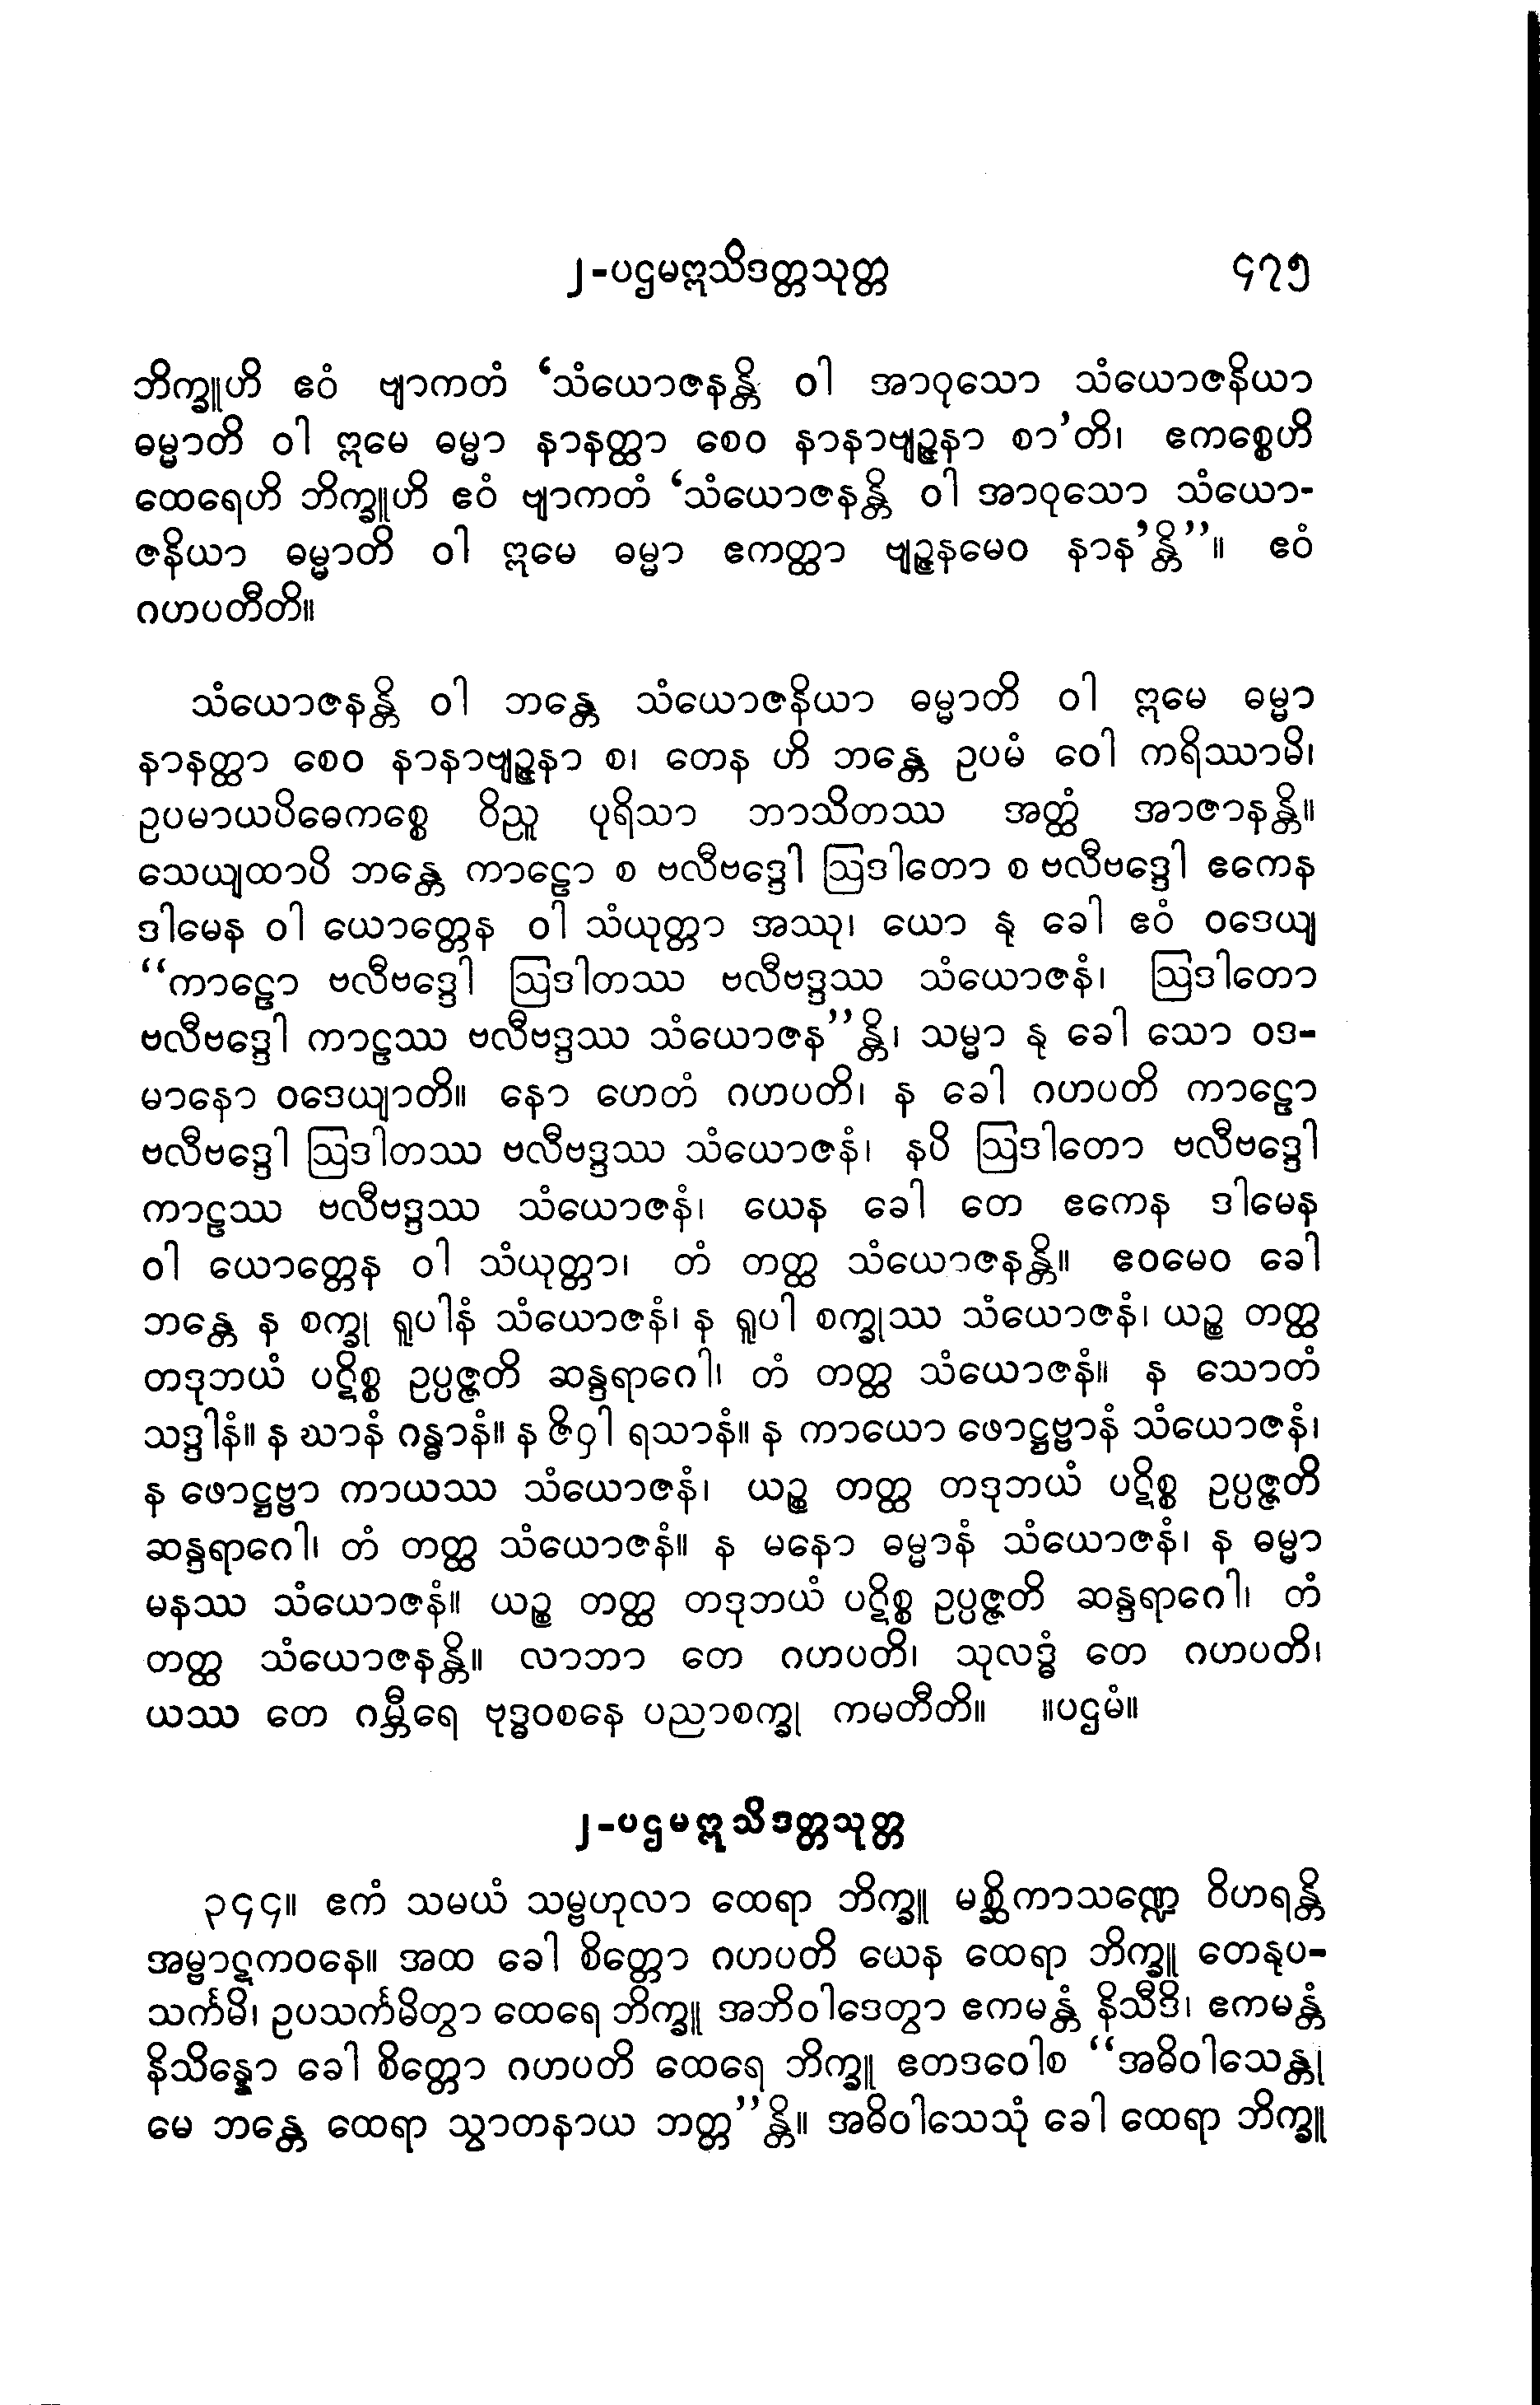 ၂-ပဌမဣသိဒတ္တသုတ္တ ၄၇၅
ဘိက္ခူဟိ ဧဝံ ဗျာကတံ ‘သံယောဇနန္တိ ဝါ အာဝုသော သံယောဇနိယာ
ဓမ္မာတိ ဝါ ဣမေ ဓမ္မာ နာနတ္ထာ စေဝ နာနာဗျဉ္ဇနာ စာ’တိ၊ ဧကစ္စေဟိ
ထေရေဟိ ဘိက္ခူဟိ ဧဝံ ဗျာကတံ ‘သံယောဇနန္တိ ဝါ အာဝုသော သံယော-
ဇနိယာ ဓမ္မာတိ ဝါ ဣမေ ဓမ္မာ ဧကတ္ထာ ဗျဉ္ဇနမေဝ နာန’န္တိ”။ ဧဝံ
ဂဟပတီတိ။
သံယောဇနန္တိ ဝါ ဘန္တေ သံယောဇနိယာ ဓမ္မာတိ ဝါ ဣမေ ဓမ္မာ
နာနတ္ထာ စေဝ နာနာဗျဉ္ဇနာ စ၊ တေန ဟိ ဘန္တေ ဥပမံ ဝေါ ကရိဿာမိ၊
ဥပမာယပိဓေကစ္စေ ဝိညူ ပုရိသာ ဘာသိတဿ အတ္ထံ အာဇာနန္တိ။
သေယျထာပိ ဘန္တေ ကာဠော စ ဗလီဗဒ္ဒေါ ဩဒါတော စ ဗလီဗဒ္ဒေါ ဧကေန
ဒါမေန ဝါ ယောတ္တေန ဝါ သံယုတ္တာ အဿု၊ ယော နု ခေါ ဧဝံ ဝဒေယျ
“ကာဠော ဗလီဗဒ္ဒေါ ဩဒါတဿ ဗလီဗဒ္ဒဿ သံယောဇနံ၊ ဩဒါတော
ဗလီဗဒ္ဒေါ ကာဠဿ ဗလီဗဒ္ဒဿ သံယောဇန”န္တိ၊ သမ္မာ နု ခေါ သော ဝဒ-
မာနော ဝဒေယျာတိ။ နော ဟေတံ ဂဟပတိ၊ န ခေါ ဂဟပတိ ကာဠော
ဗလီဗဒ္ဒေါ ဩဒါတဿ ဗလီဗဒ္ဒဿ သံယောဇနံ၊ နပိ ဩဒါတော ဗလီဗဒ္ဒေါ
ကာဠဿ ဗလီဗဒ္ဒဿ သံယောဇနံ၊ ယေန ခေါ တေ ဧကေန ဒါမေန
ဝါ ယောတ္တေန ဝါ သံယုတ္တာ၊ တံ တတ္ထ သံယောဇနန္တိ။ ဧဝမေဝ ခေါ
ဘန္တေ န စက္ခု ရူပါနံ သံယောဇနံ၊ န ရူပါ စက္ခုဿ သံယောဇနံ၊ ယဉ္စ တတ္ထ
တဒုဘယံ ပဋိစ္စ ဥပ္ပဇ္ဇတိ ဆန္ဒရာဂေါ၊ တံ တတ္ထ သံယောဇနံ။ န သောတံ
သဒ္ဒါနံ။ န ဃာနံ ဂန္ဓာနံ။ န ဇိဝှါ ရသာနံ။ န ကာယော ဖောဋ္ဌဗ္ဗာနံ သံယောဇနံ၊
န ဖောဋ္ဌဗ္ဗာ ကာယဿ သံယောဇနံ၊ ယဉ္စ တတ္ထ တဒုဘယံ ပဋိစ္စ ဥပ္ပဇ္ဇတိ
ဆန္ဒရာဂေါ၊ တံ တတ္ထ သံယောဇနံ။ န မနော ဓမ္မာနံ သံယောဇနံ၊ န ဓမ္မာ
မနဿ သံယောဇနံ။ ယဉ္စ တတ္ထ တဒုဘယံ ပဋိစ္စ ဥပ္ပဇ္ဇတိ ဆန္ဒရာဂေါ၊ တံ
တတ္ထ သံယောဇနန္တိ။ လာဘာ တေ ဂဟပတိ၊ သုလဒ္ဓံ တေ ဂဟပတိ၊
ယဿ တေ ဂမ္ဘီရေ ဗုဒ္ဓဝစနေ ပညာစက္ခု ကမတီတိ။ ။ပဌမံ။
၂-ပဌမဣသိဒတ္တသုတ္တ
၃၄၄။ ဧကံ သမယံ သမ္ဗဟုလာ ထေရာ ဘိက္ခူ မစ္ဆိကာသဏ္ဍေ ဝိဟရန္တိ
အမ္ဗာဋကဝနေ။ အထ ခေါ စိတ္တော ဂဟပတိ ယေန ထေရာ ဘိက္ခူ တေနုပ-
သင်္ကမိ၊ ဥပသင်္ကမိတွာ ထေရေ ဘိက္ခူ အဘိဝါဒေတွာ ဧကမန္တံ နိသီဒိ၊ ဧကမန္တံ
နိသိန္နော ခေါ စိတ္တော ဂဟပတိ ထေရေ ဘိက္ခူ ဧတဒဝေါစ “အဓိဝါသေန္တု
မေ ဘန္တေ ထေရာ သွာတနာယ ဘတ္တ”န္တိ။ အဓိဝါသေသုံ ခေါ ထေရာ ဘိက္ခူ